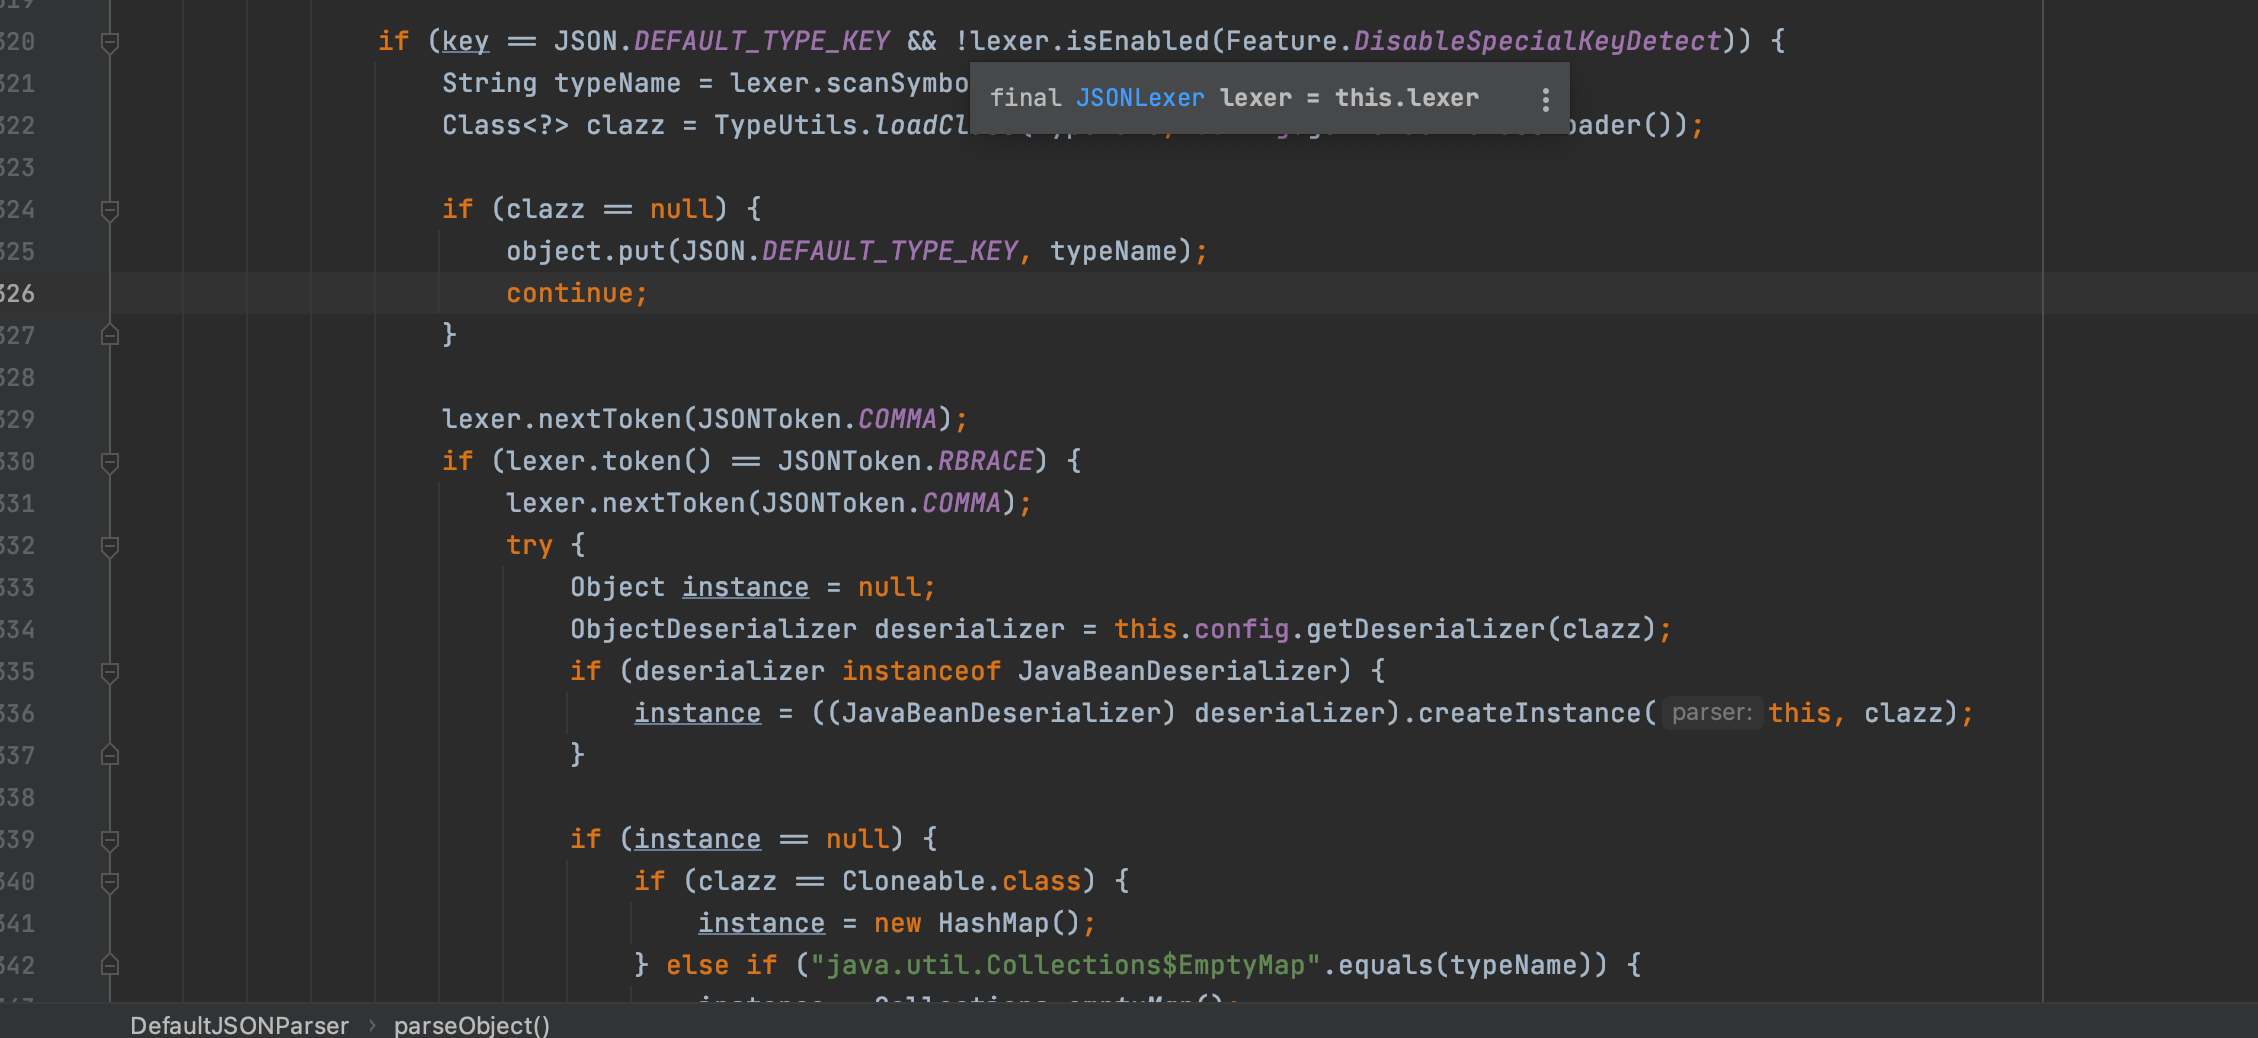 320 if (key == JSON.DEFAULT_TYPE_KEY && !lexer.isEnabled(Feature.DisableSpecialKeyDetect)) {
321 String typeName = lexer.scanSymbo
final JSONLexer lexer = this.lexer
322 Class<?> clazz = TypeUtils.loadCl oader());
323
324 if (clazz == null) {
325 object.put(JSON.DEFAULT_TYPE_KEY, typeName);
326 continue;
327 }
328
329 lexer.nextToken(JSONToken.COMMA);
330 if (lexer.token() == JSONToken.RBRACE) {
331 lexer.nextToken(JSONToken.COMMA);
332 try {
333 Object instance = null;
334 ObjectDeserializer deserializer = this.config.getDeserializer(clazz);
335 if (deserializer instanceof JavaBeanDeserializer) {
336 instance = ((JavaBeanDeserializer) deserializer).createInstance( parser: this, clazz);
337 }
338
339 if (instance == null) {
340 if (clazz == Cloneable.class) {
341 instance = new HashMap();
342 } else if ("java.util.Collections$EmptyMap".equals(typeName)) {
DefaultJSONParser › parseObject()